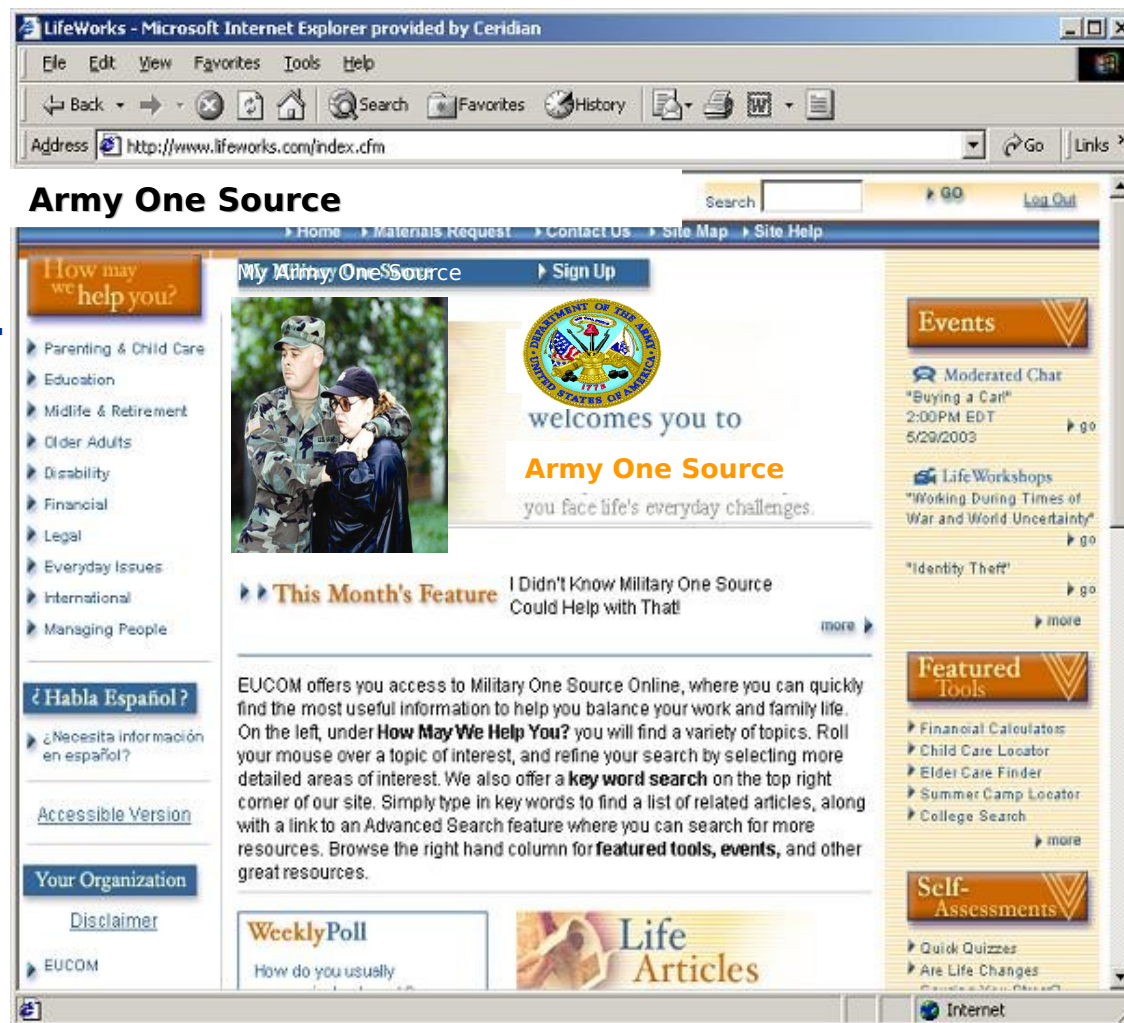 LifeWorks - Microsoft Internet Explorer provided by Ceridian
File Edit View Favorites Tools Help
Back Search Favorites History
Address http://www.lifeworks.com/index.cfm Go Links
Army One Source
Search GO Log Out
Home Materials Request Contact Us Site Map Site Help
How may we help you?
Parenting & Child Care
Education
Midlife & Retirement
Older Adults
Disability
Financial
Legal
Everyday Issues
International
Managing People
¿Habla Español?
¿Necesita información
en español?
Accessible Version
Your Organization
Disclaimer
EUCOM
My Army One Source
Sign Up
DEPARTMENT OF THE ARMY
UNITED STATES OF AMERICA
1775
welcomes you to
Army One Source
you face life's everyday challenges.
This Month's Feature
I Didn't Know Military One Source
Could Help with That!
more
EUCOM offers you access to Military One Source Online, where you can quickly
find the most useful information to help you balance your work and family life.
On the left, under How May We Help You? you will find a variety of topics. Roll
your mouse over a topic of interest, and refine your search by selecting more
detailed areas of interest. We also offer a key word search on the top right
corner of our site. Simply type in key words to find a list of related articles, along
with a link to an Advanced Search feature where you can search for more
resources. Browse the right hand column for featured tools, events, and other
great resources.
WeeklyPoll
How do you usually
Life
Articles
Events
Moderated Chat
"Buying a Car!"
2:00PM EDT
5/29/2003
go
LifeWorkshops
"Working During Times of
War and World Uncertainty"
go
"Identity Theft"
go
more
Featured
Tools
Financial Calculators
Child Care Locator
Elder Care Finder
Summer Camp Locator
College Search
more
Self-
Assessments
Quick Quizzes
Are Life Changes
Internet